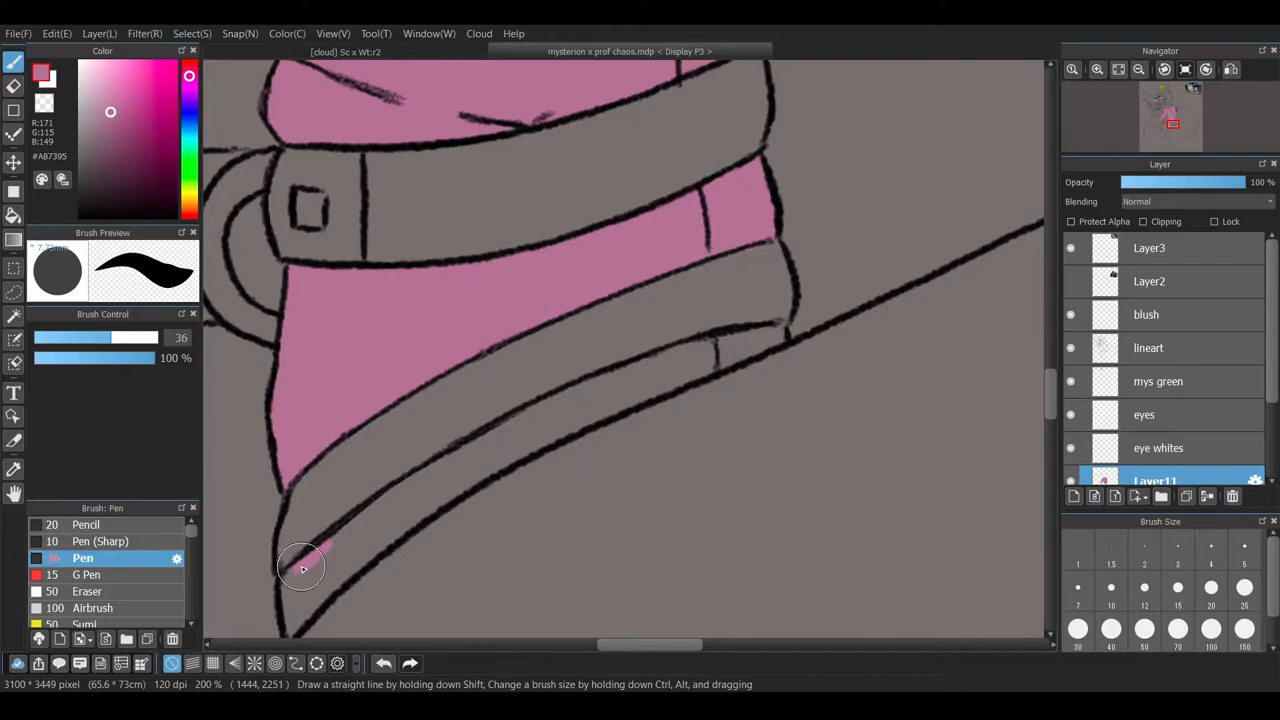 File(F) Edit(E) Layer(L) Filter(R) Select(S) Snap(N) Color(C) View(V) Tool(T) Window(W) Cloud Help
Color
[cloud] Sc x Wt:r2
mysterion x prof chaos.mdp < Display P3 >
Navigator
R:171
G:115
B:149
#AB7395
Brush Preview
* 7.73mm
Brush Control
36
100 %
Layer
Opacity 100 %
Blending Normal
Protect Alpha Clipping Lock
Layer3
Layer2
blush
lineart
mys green
eyes
eye whites
Layer11
Brush: Pen
20 Pencil
10 Pen (Sharp)
36 Pen
15 G Pen
50 Eraser
100 Airbrush
50 Sumi
Brush Size
1 1.5 2 3 4 5
7 10 12 15 20 25
30 40 50 70 100 150
3100 * 3449 pixel (65.6 * 73cm) 120 dpi 200 % ( 1444, 2251 ) Draw a straight line by holding down Shift, Change a brush size by holding down Ctrl, Alt, and dragging